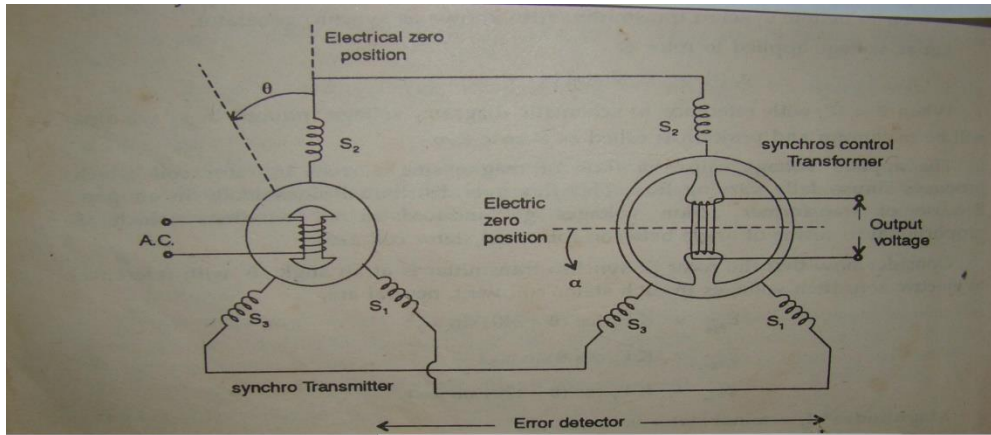 Electrical zero
position
θ
S2
S2
synchros control
Transformer
A.C.
Electric
zero
position
α
Output
voltage
S3
S1
S3
S1
synchro Transmitter
Error detector